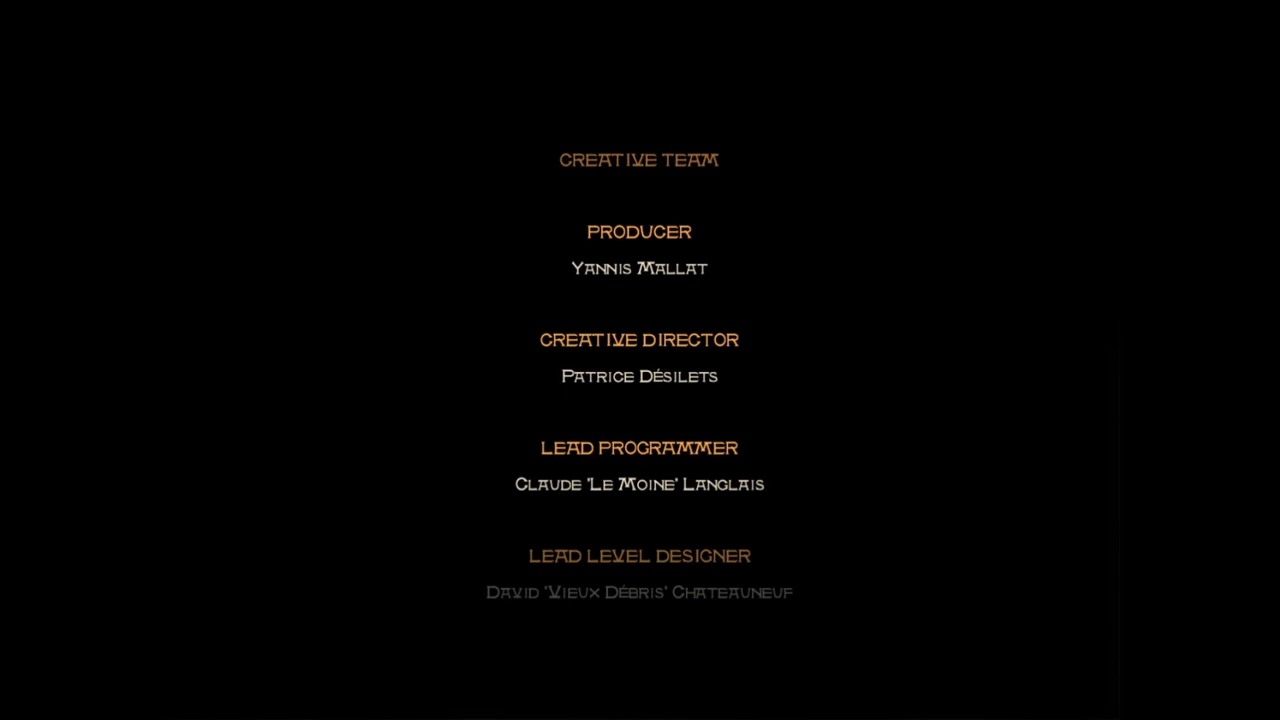 CREATIVE TEAM
PRODUCER
YANNIS MALLAT
CREATIVE DIRECTOR
PATRICE DÉSILETS
LEAD PROGRAMMER
CLAUDE 'LE MOINE' LANGLAIS
LEAD LEVEL DESIGNER
DAVID 'VIEUX DÉBRIS' CHATEAUNEUF